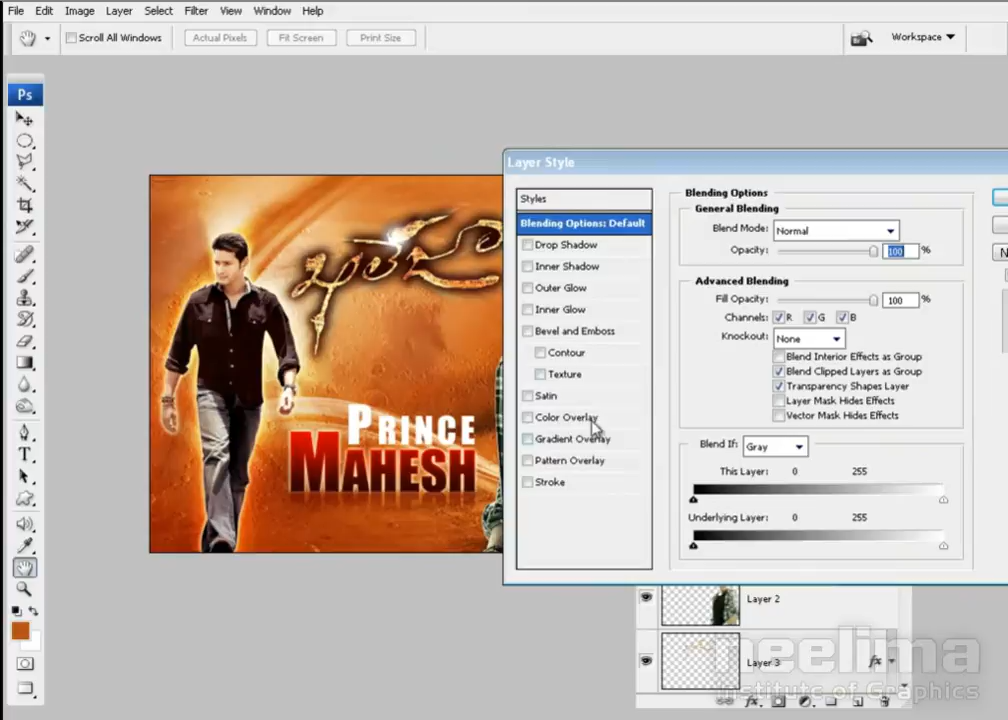 File Edit Image Layer Select Filter View Window Help
Scroll All Windows Actual Pixels Fit Screen Print Size Workspace
Ps
Layer Style
Styles
Blending Options: Default
Drop Shadow
Inner Shadow
Outer Glow
Inner Glow
Bevel and Emboss
Contour
Texture
Satin
Color Overlay
Gradient Overlay
Pattern Overlay
Stroke
Blending Options
General Blending
Blend Mode: Normal
Opacity: 100 %
Advanced Blending
Fill Opacity: 100 %
Channels: R G B
Knockout: None
Blend Interior Effects as Group
Blend Clipped Layers as Group
Transparency Shapes Layer
Layer Mask Hides Effects
Vector Mask Hides Effects
Blend If: Gray
This Layer: 0 255
Underlying Layer: 0 255
N
ఖలేజా
PRINCE
MAHESH
Layer 2
Layer 3
fx
neelima
Institute of Graphics